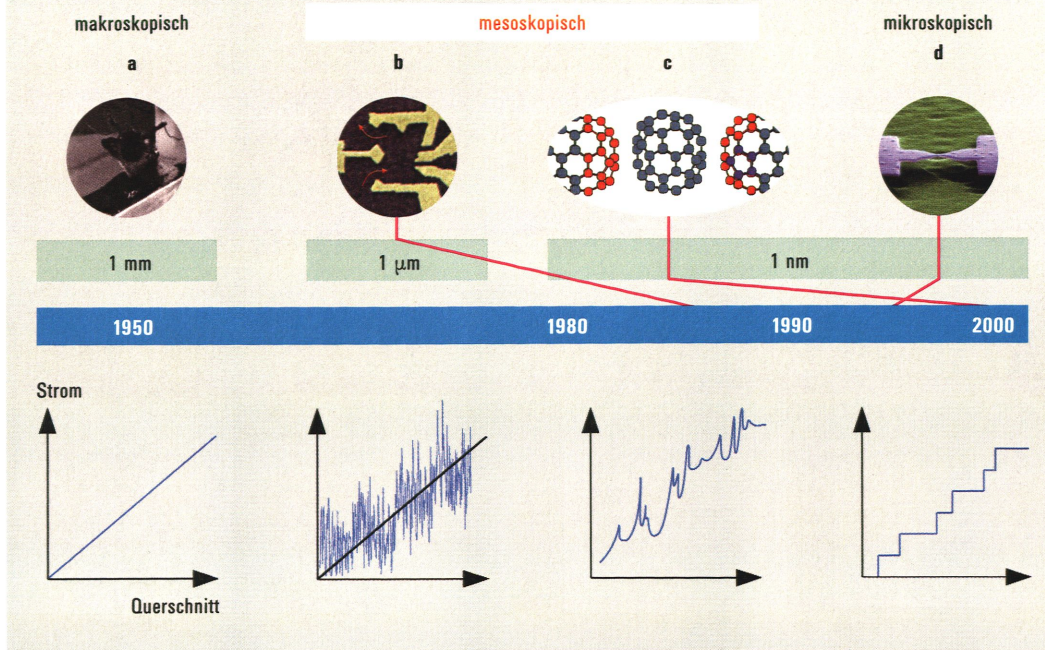 makroskopisch
mesoskopisch
mikroskopisch
a
b
c
d
1 mm
1 μm
1 nm
1950
1980
1990
2000
Strom
Querschnitt